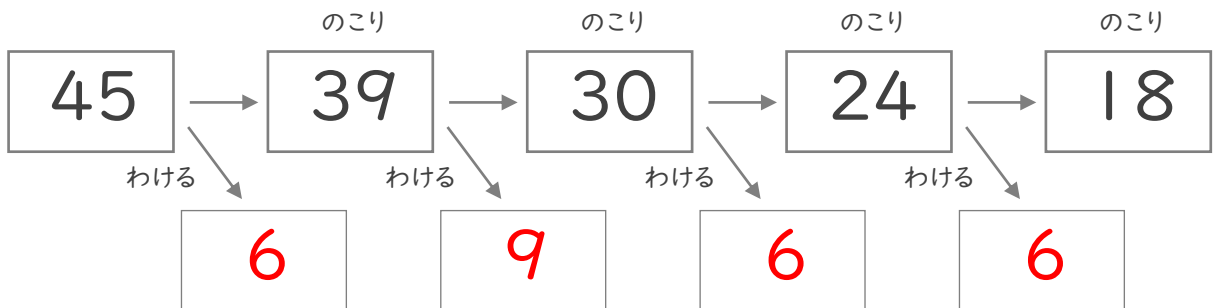 のこり のこり のこり のこり
45 39 30 24 18
わける わける わける わける
6 9 6 6